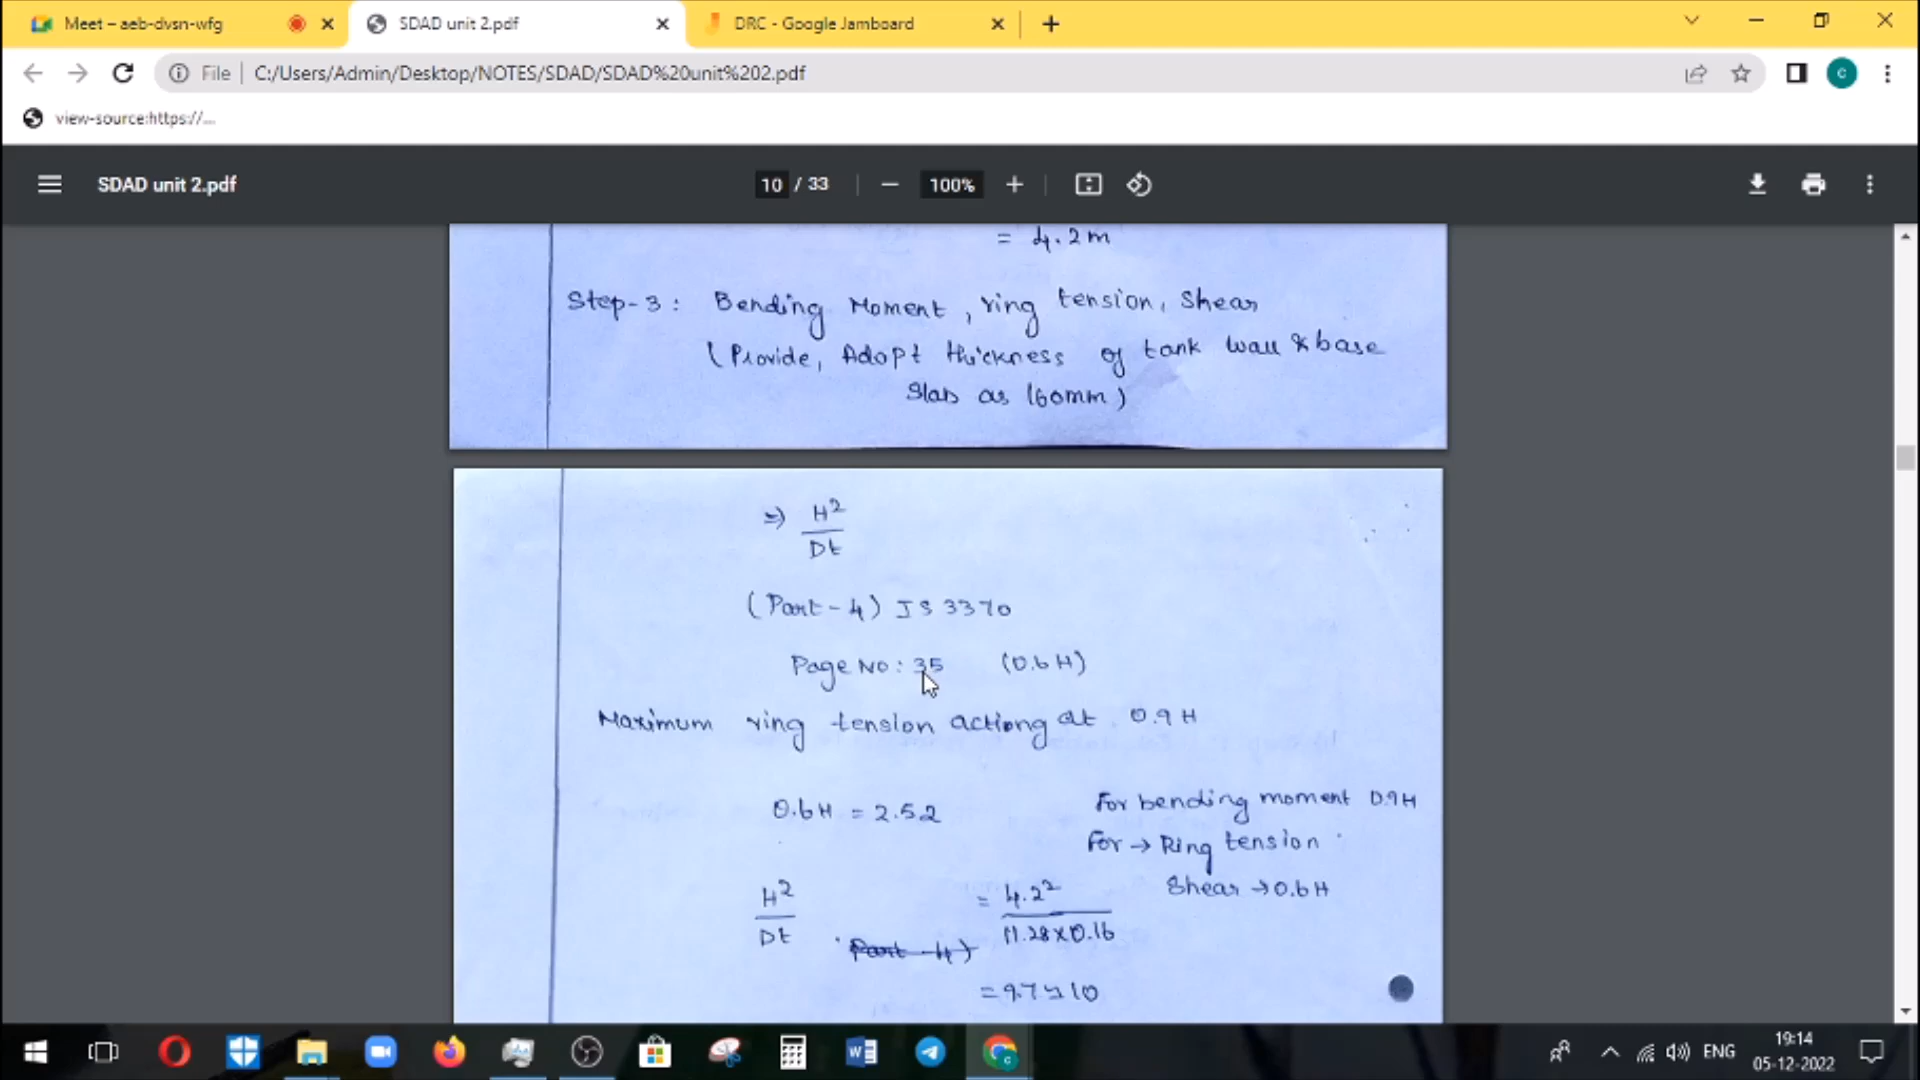 Meet – aeb-dvsn-wfg
SDAD unit 2.pdf
DRC - Google Jamboard
File
C:/Users/Admin/Desktop/NOTES/SDAD/SDAD%20unit%202.pdf
c
view-source:https://...
SDAD unit 2.pdf
10 / 33
100%
= 4.2m
Step-3: Bending Moment, ring tension, Shear
(Provide, Adopt thickness of tank wall & base
Slab as 160mm)
=) H²
Dt
(Part-4) IS 3370
Page No: 35 (0.6H)
Maximum ring tension actiong at 0.9H
0.6H = 2.52
For bending moment 0.9H
For → Ring tension
Shear → 0.6H
H²
Dt
= 4.2²
11.28×0.16
Part-4)
= 9.7 ≃ 10
ENG
19:14
05-12-2022